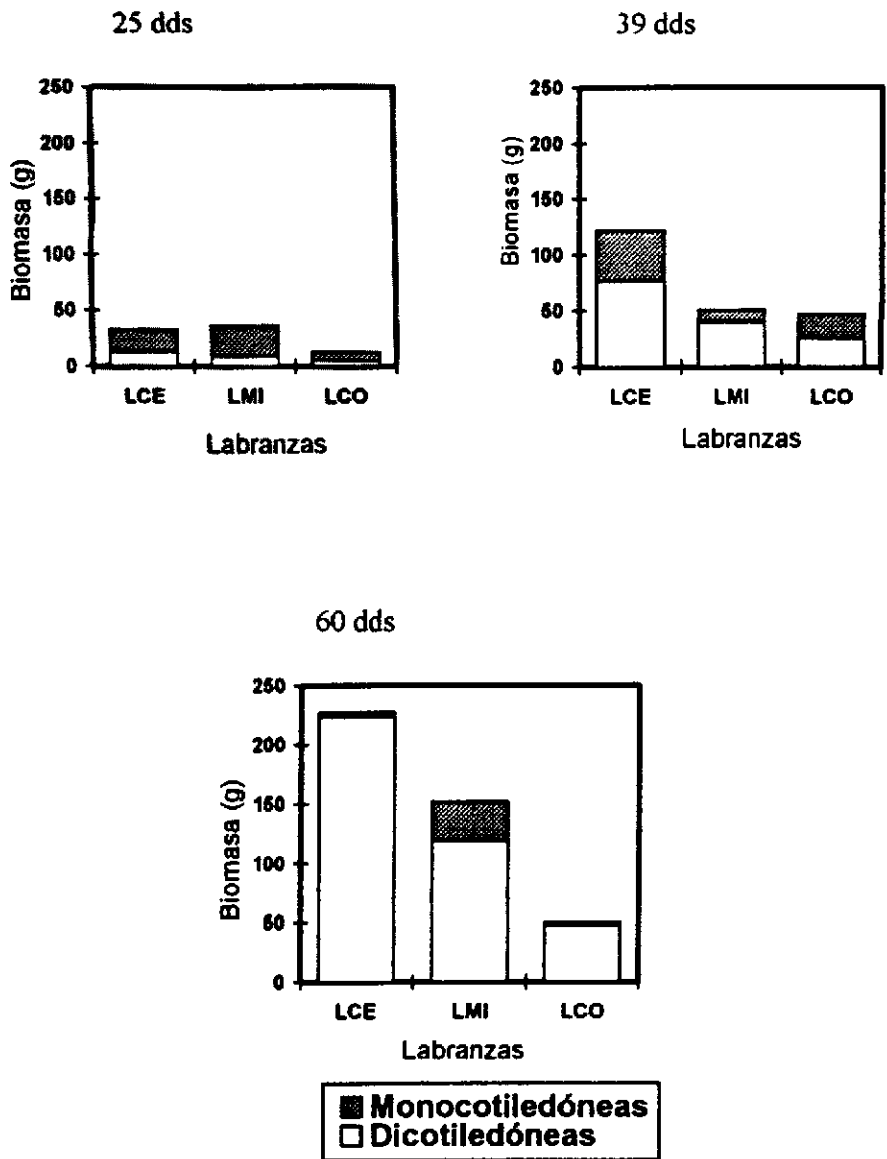 25 dds
250
200
150
100
50
0
Biomasa (g)
LCE LMI LCO
Labranzas
39 dds
250
200
150
100
50
0
Biomasa (g)
LCE LMI LCO
Labranzas
60 dds
250
200
150
100
50
0
Biomasa (g)
LCE LMI LCO
Labranzas
Monocotiledóneas
Dicotiledóneas